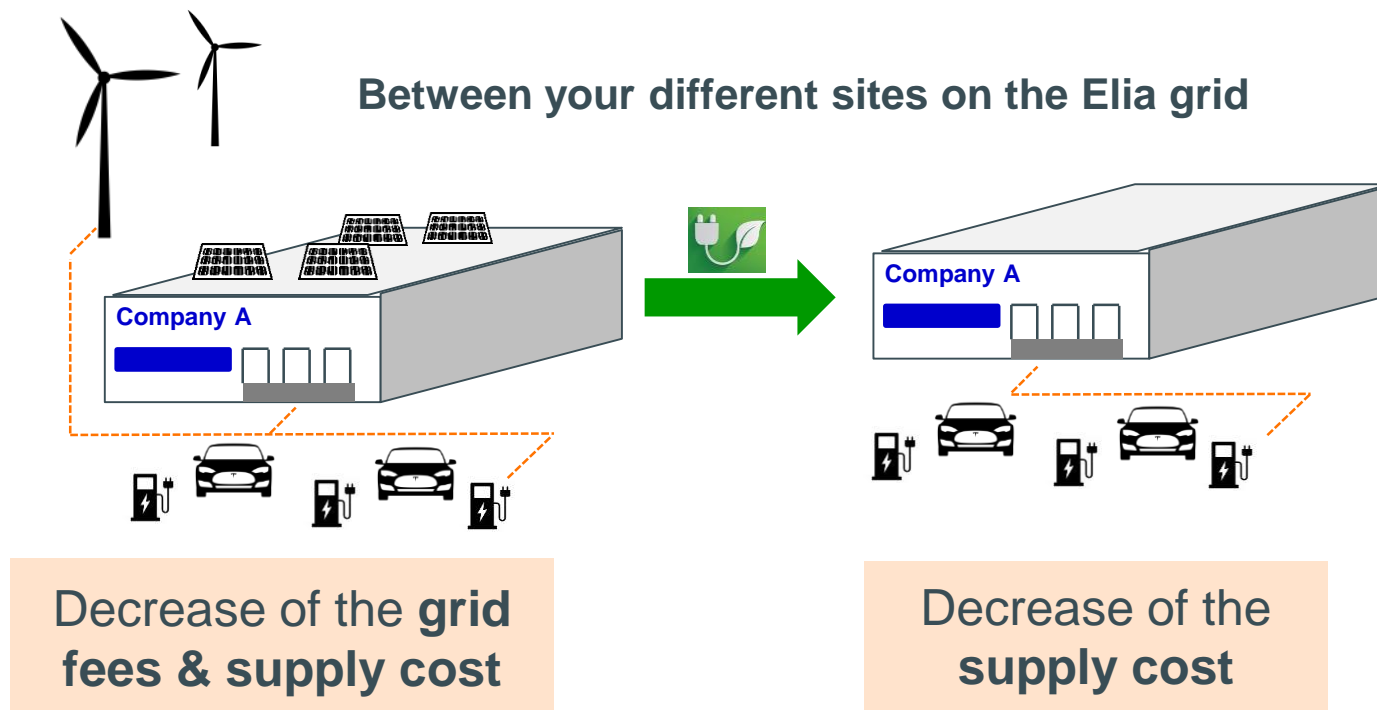 Between your different sites on the Elia grid
Company A
Company A
Decrease of the grid
fees & supply cost
Decrease of the
supply cost